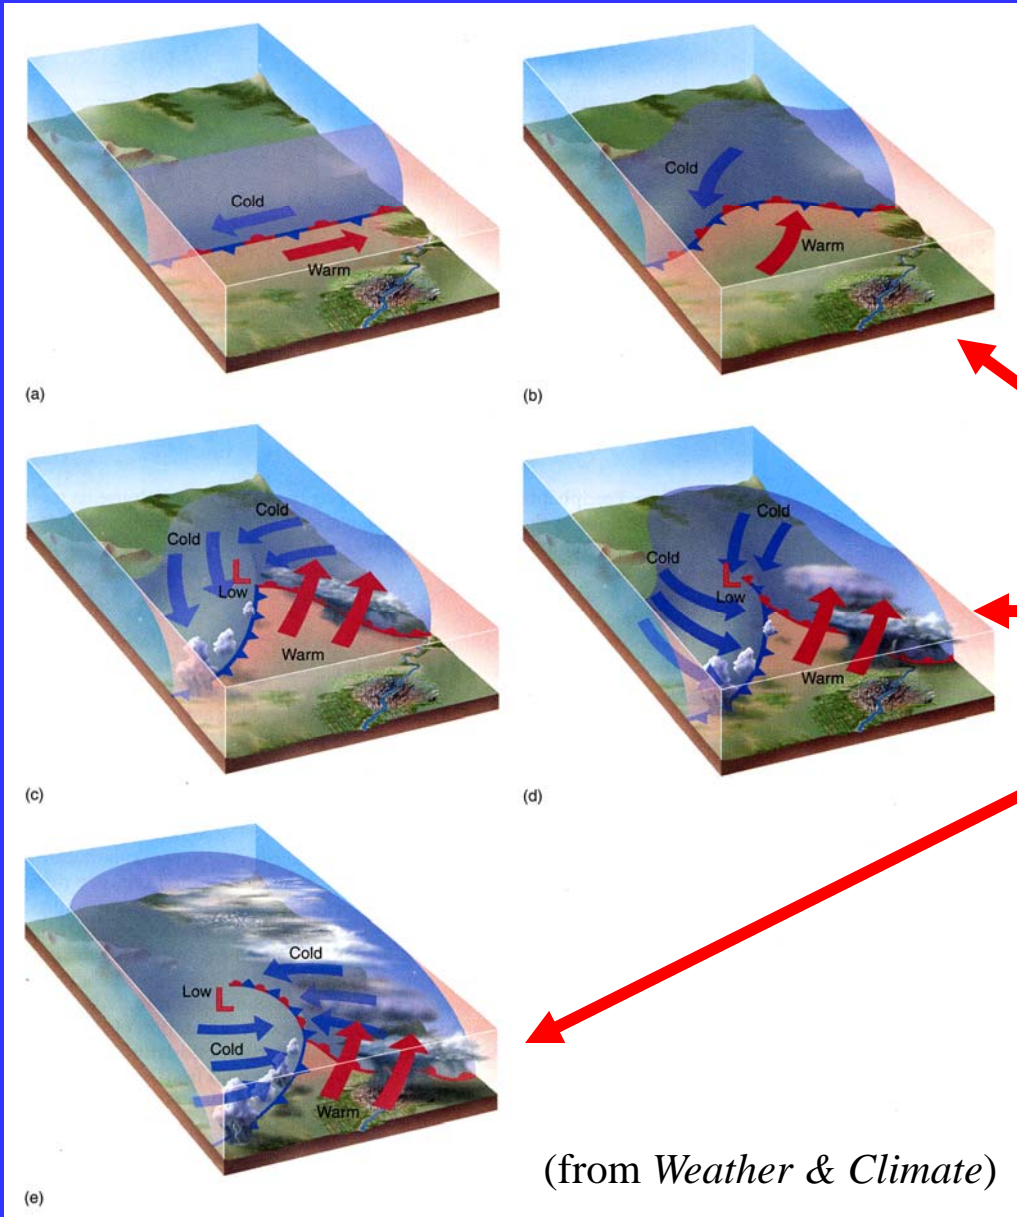 Cold
Warm
(a)
Cold
Warm
(b)
Cold
Cold
L
Low
Warm
(c)
Cold
Cold
L
Low
Warm
(d)
Cold
Low L
Cold
Warm
(e)
(from Weather & Climate)